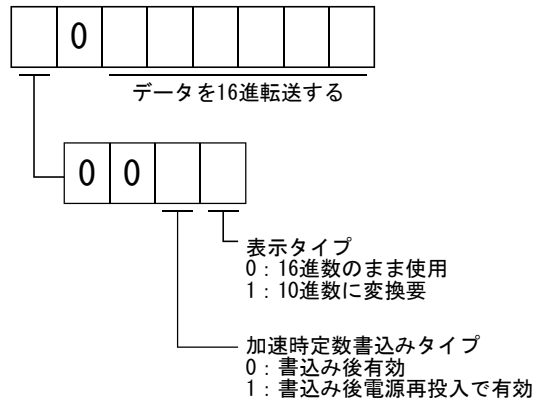 0
データを16進転送する
0 0
表示タイプ
0：16進数のまま使用
1：10進数に変換要
加速時定数書込みタイプ
0：書込み後有効
1：書込み後電源再投入で有効